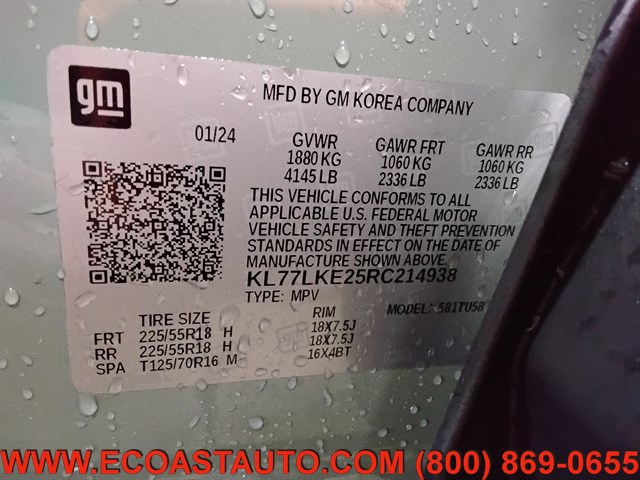 gm
MFD BY GM KOREA COMPANY
01/24 GVWR GAWR FRT GAWR RR
1880 KG 1060 KG 1060 KG
4145 LB 2336 LB 2336 LB
THIS VEHICLE CONFORMS TO ALL
APPLICABLE U.S. FEDERAL MOTOR
VEHICLE SAFETY AND THEFT PREVENTION
STANDARDS IN EFFECT ON THE DATE OF
MANUFACTURE SHOWN ABOVE.
KL77LKE25RC214938
TYPE: MPV MODEL: 581TU58
TIRE SIZE RIM
FRT 225/55R18 H 18X7.5J
RR 225/55R18 H 18X7.5J
SPA T125/70R16 M 16X4BT
WWW.ECOASTAUTO.COM (800) 869-0655